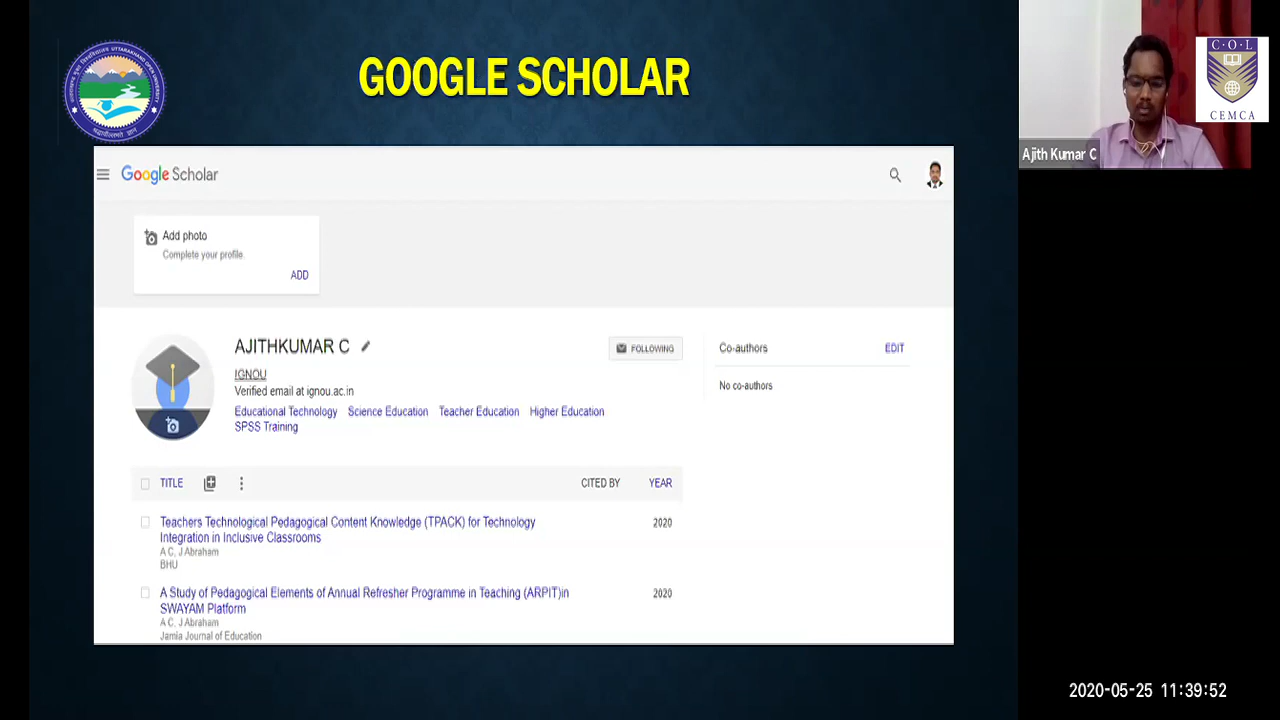 GOOGLE SCHOLAR
C·O·L
CEMCA
Ajith Kumar C
Google Scholar
Add photo
Complete your profile.
ADD
AJITHKUMAR C
IGNOU
Verified email at ignou.ac.in
Educational Technology Science Education Teacher Education Higher Education
SPSS Training
FOLLOWING
Co-authors
EDIT
No co-authors
TITLE
CITED BY
YEAR
Teachers Technological Pedagogical Content Knowledge (TPACK) for Technology
Integration in Inclusive Classrooms
A C, J Abraham
BHU
2020
A Study of Pedagogical Elements of Annual Refresher Programme in Teaching (ARPIT)in
SWAYAM Platform
A C, J Abraham
Jamia Journal of Education
2020
2020-05-25 11:39:52